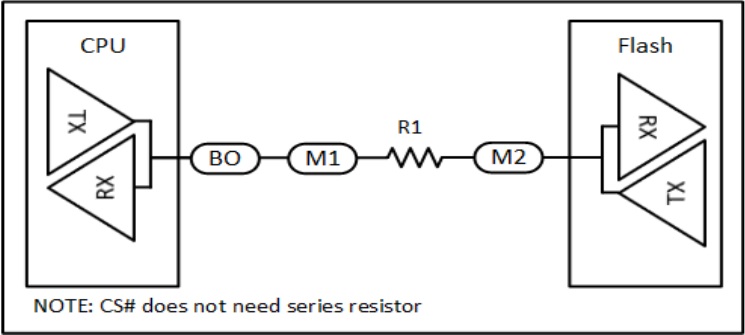 CPU
Flash
TX
RX
BO
M1
R1
M2
RX
TX
NOTE: CS# does not need series resistor